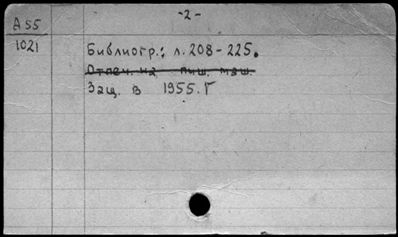 -2-
А55
1021
Библиогр.: л. 208-225.
Отпеч. на пиш. маш.
Защ. в 1955.г